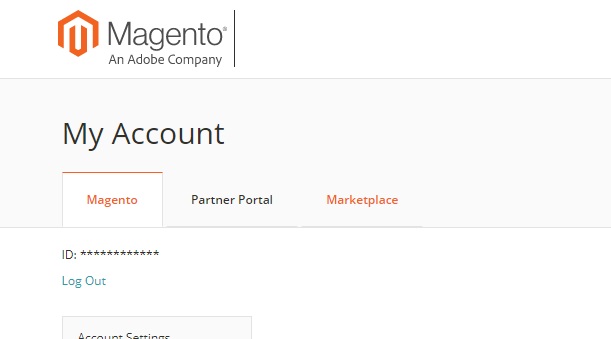 Magento®
An Adobe Company
My Account
Magento Partner Portal Marketplace
ID: ************
Log Out
Account Settings